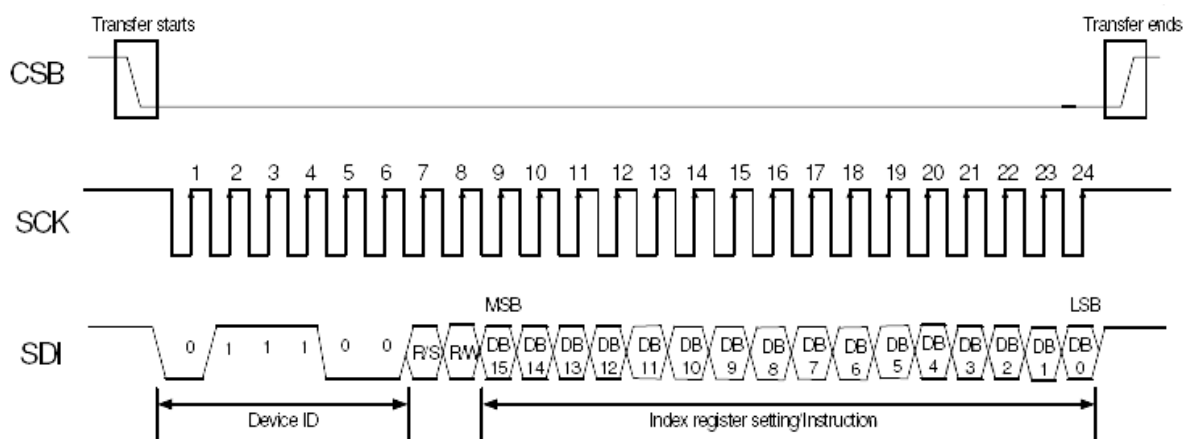 Transfer starts
Transfer ends
CSB
1 2 3 4 5 6 7 8 9 10 11 12 13 14 15 16 17 18 19 20 21 22 23 24
SCK
MSB
LSB
SDI
0 1 1 1 0 0 R/S R/W DB 15 DB 14 DB 13 DB 12 DB 11 DB 10 DB 9 DB 8 DB 7 DB 6 DB 5 DB 4 DB 3 DB 2 DB 1 DB 0
Device ID
Index register setting/Instruction